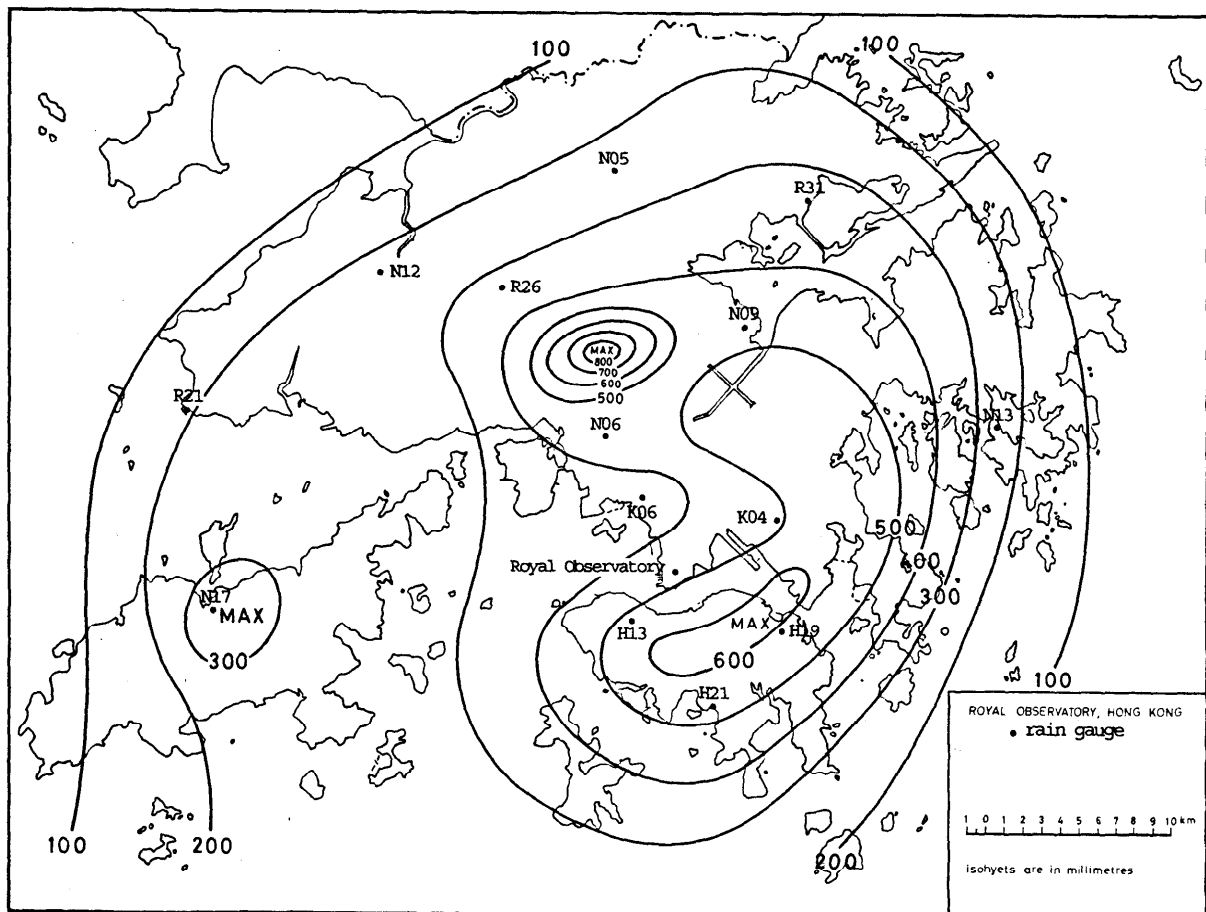 100
100
N05
R31
N12
R26
N09
MAX
800
700
600
500
R21
N06
N13
K06
K04
500
Royal Observatory
400
300
N17
MAX
H13
MAX
H19
300
600
100
H21
ROYAL OBSERVATORY, HONG KONG
• rain gauge
1 0 1 2 3 4 5 6 7 8 9 10 km
100
200
200
isohyets are in millimetres